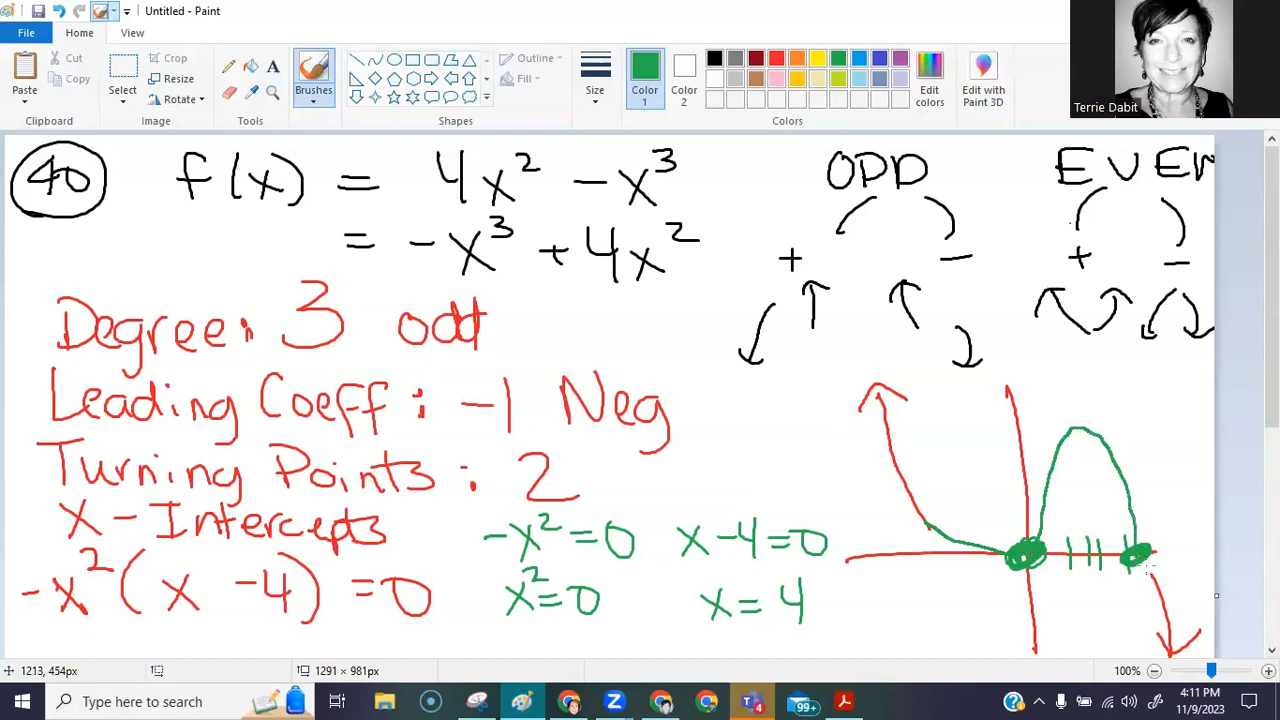 Untitled - Paint
File Home View
Cut
Copy
Paste
Clipboard
Select
Crop
Resize
Rotate
Image
Tools
Brushes
Outline
Fill
Shapes
Size
Color 1
Color 2
Edit colors
Edit with Paint 3D
Colors
Terrie Dabit
40 f(x) = 4x² - x³
= -x³ + 4x²
ODD
+ -
EVEN
+ -
Degree: 3 odd
Leading Coeff: -1 Neg
Turning Points: 2
X-Intercepts
-x²(x - 4) = 0
-x² = 0 x - 4 = 0
x² = 0 x = 4
1213, 454px
1291 × 981px
100%
Type here to search
4
99+
4:11 PM
11/9/2023